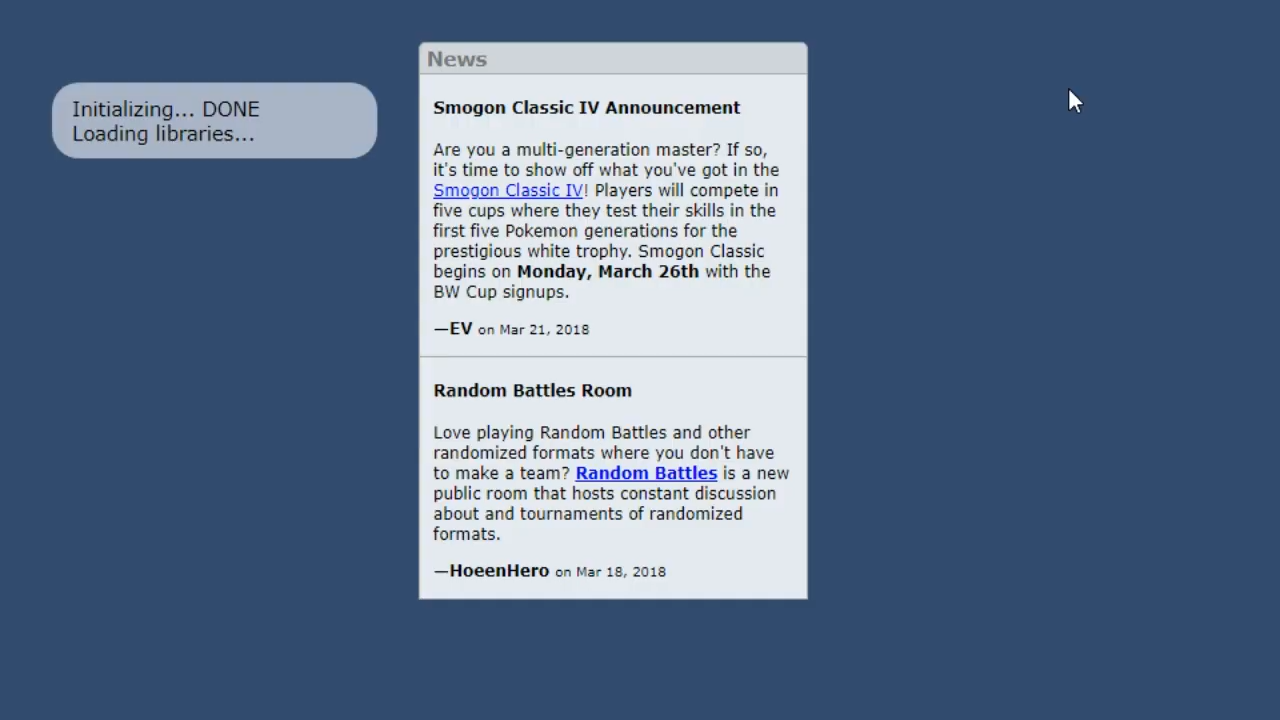 Initializing... DONE
Loading libraries...
News
Smogon Classic IV Announcement
Are you a multi-generation master? If so,
it's time to show off what you've got in the
Smogon Classic IV! Players will compete in
five cups where they test their skills in the
first five Pokemon generations for the
prestigious white trophy. Smogon Classic
begins on Monday, March 26th with the
BW Cup signups.
—EV on Mar 21, 2018
Random Battles Room
Love playing Random Battles and other
randomized formats where you don't have
to make a team? Random Battles is a new
public room that hosts constant discussion
about and tournaments of randomized
formats.
—HoeenHero on Mar 18, 2018